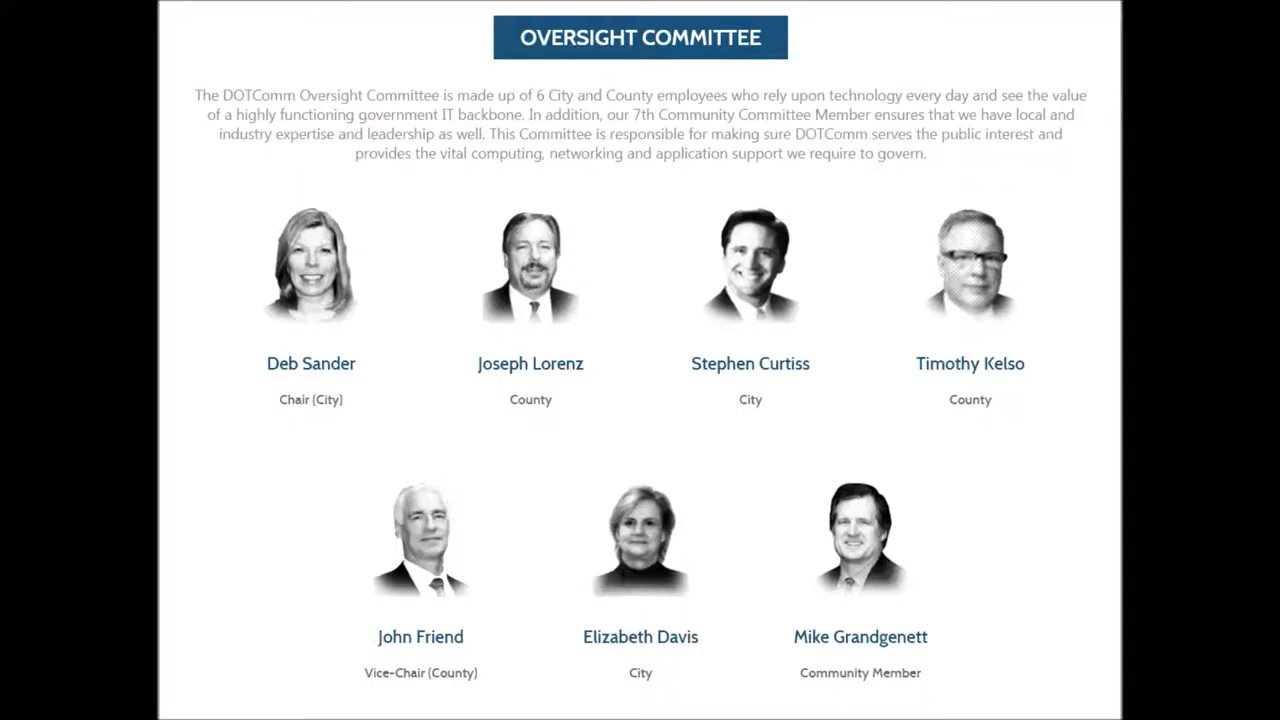 OVERSIGHT COMMITTEE
The DOTComm Oversight Committee is made up of 6 City and County employees who rely upon technology every day and see the value
of a highly functioning government IT backbone. In addition, our 7th Community Committee Member ensures that we have local and
industry expertise and leadership as well. This Committee is responsible for making sure DOTComm serves the public interest and
provides the vital computing, networking and application support we require to govern.
Deb Sander
Chair (City)
Joseph Lorenz
County
Stephen Curtiss
City
Timothy Kelso
County
John Friend
Vice-Chair (County)
Elizabeth Davis
City
Mike Grandgenett
Community Member